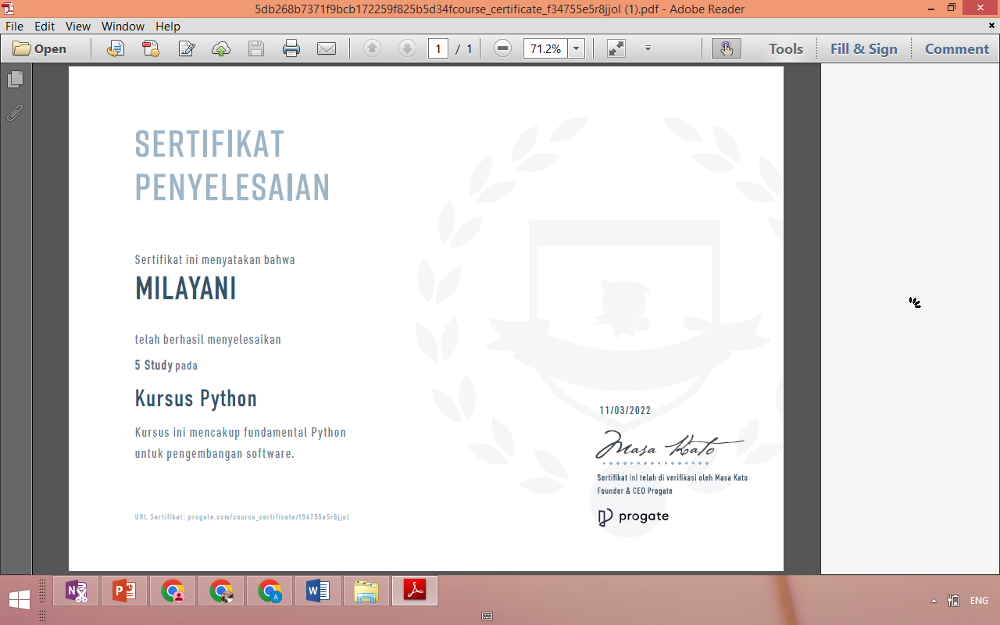 5db268b7371f9bcb172259f825b5d34fcourse_certificate_f34755e5r8jjol (1).pdf - Adobe Reader
File Edit View Window Help
Open 1 / 1 71.2% Tools Fill & Sign Comment
SERTIFIKAT
PENYELESAIAN
Sertifikat ini menyatakan bahwa
MILAYANI
telah berhasil menyelesaikan
5 Study pada
Kursus Python
Kursus ini mencakup fundamental Python
untuk pengembangan software.
11/03/2022
Masa Kato
Sertifikat ini telah di verifikasi oleh Masa Kato
Founder & CEO Progate
progate
URL Sertifikat: progate.com/course_certificate/f34755e5r8jjol
ENG